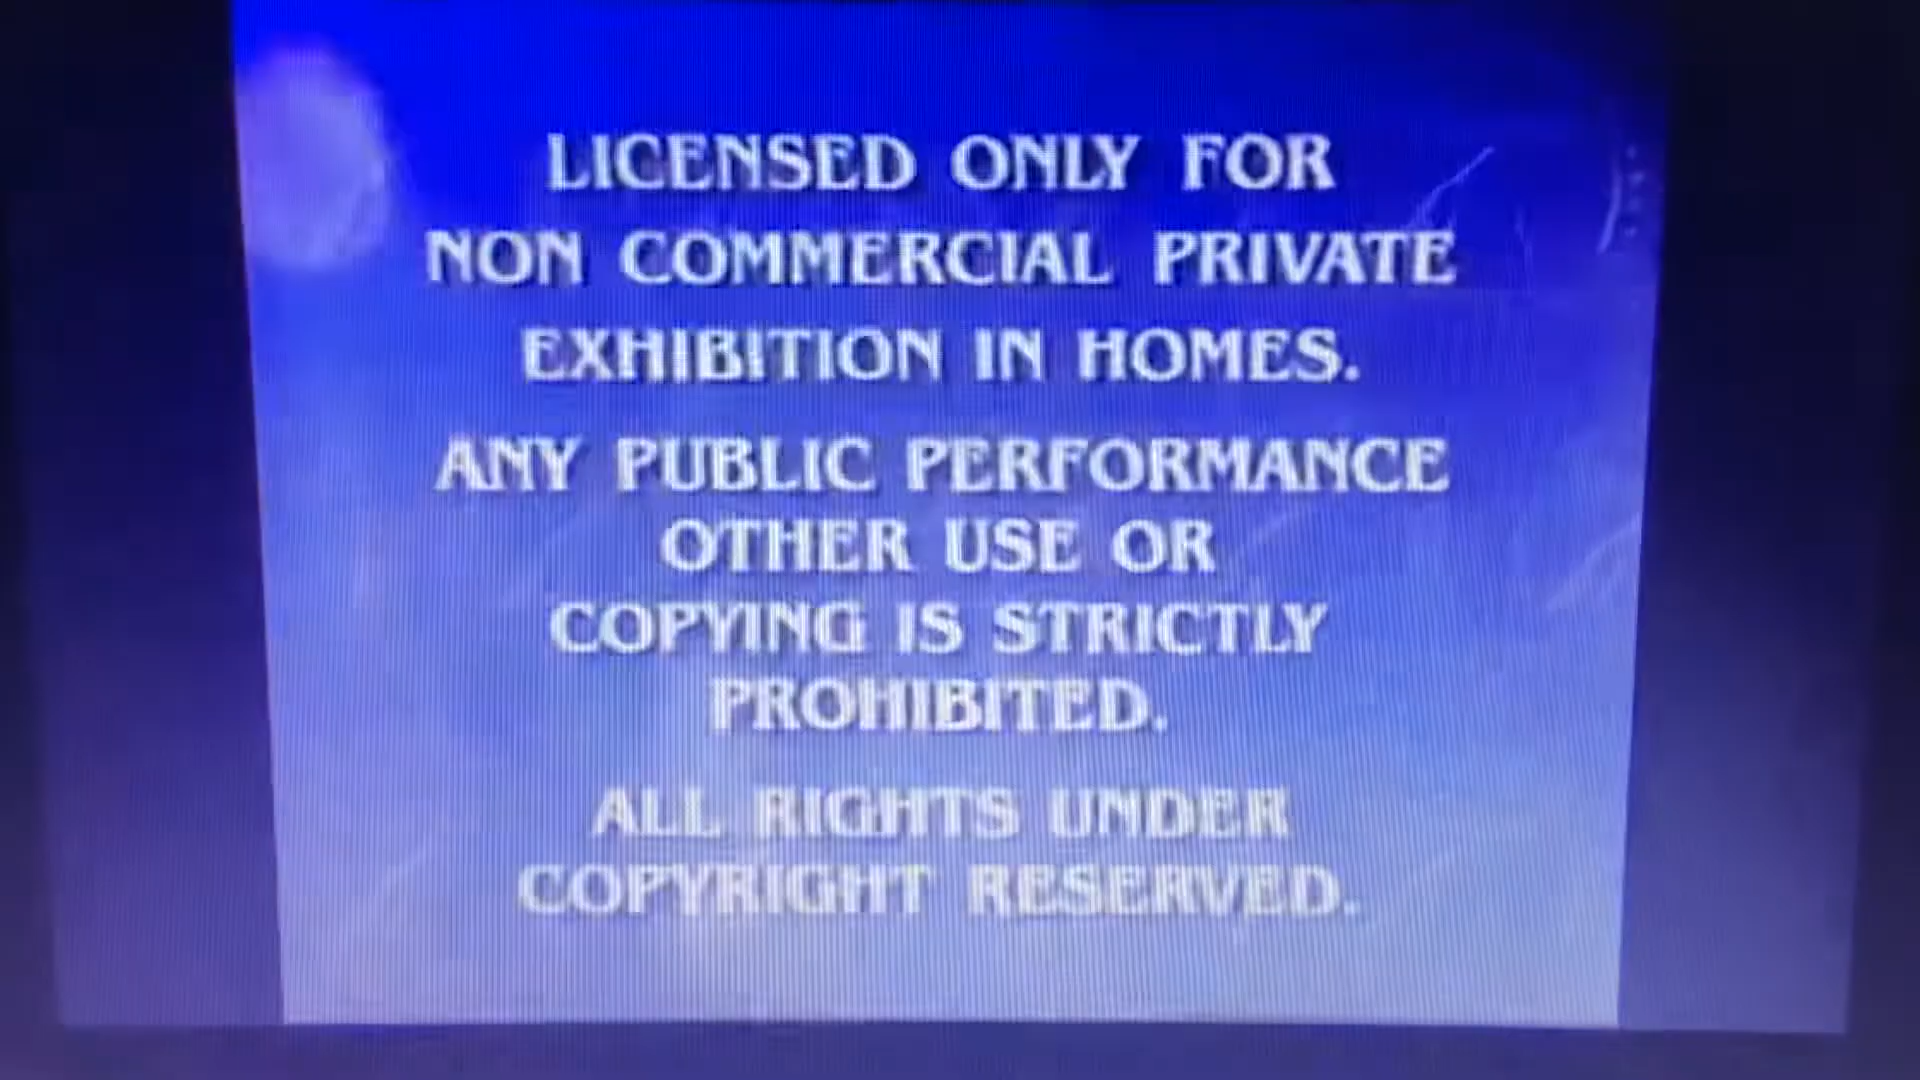 LICENSED ONLY FOR
NON COMMERCIAL PRIVATE
EXHIBITION IN HOMES.
ANY PUBLIC PERFORMANCE
OTHER USE OR
COPYING IS STRICTLY
PROHIBITED.
ALL RIGHTS UNDER
COPYRIGHT RESERVED.